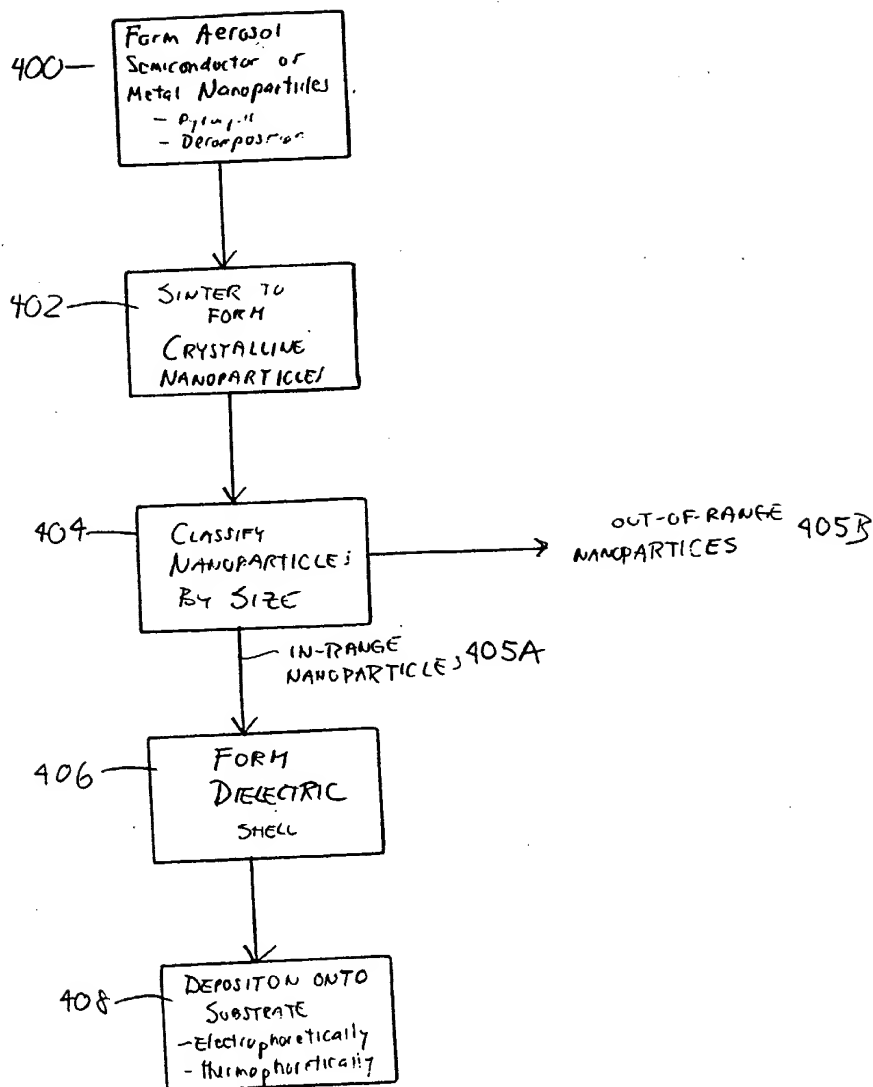 400
Form Aerosol
Semiconductor or
Metal Nanoparticles
-
- Decomposition
402
SINTER TO
FORM
CRYSTALLINE
NANOPARTICLES
404
CLASSIFY
NANOPARTICLES
BY SIZE
OUT-OF-RANGE 405B
NANOPARTICES
IN-RANGE
NANOPARTICLES 405A
406
FORM
DIELECTRIC
SHELL
408
DEPOSITON ONTO
SUBSTRATE
-Electrophoretically
- thermophoretically